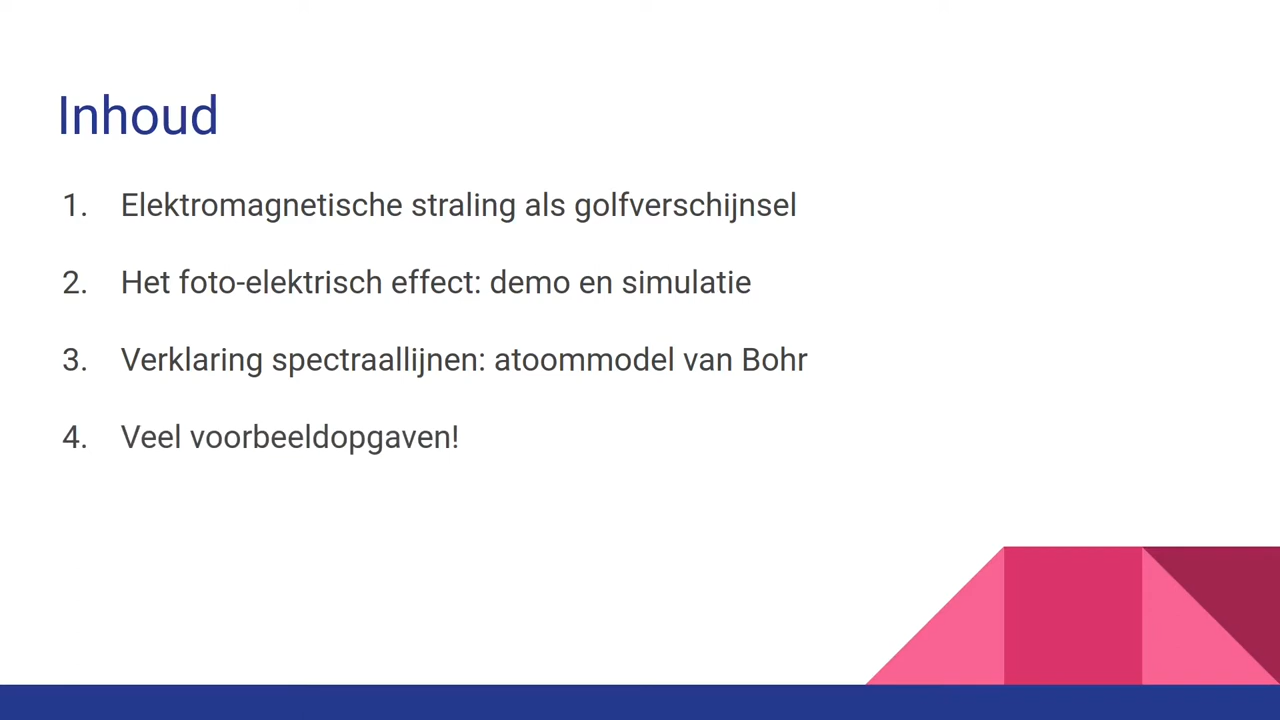 Inhoud
1. Elektromagnetische straling als golfverschijnsel
2. Het foto-elektrisch effect: demo en simulatie
3. Verklaring spectraallijnen: atoommodel van Bohr
4. Veel voorbeeldopgaven!